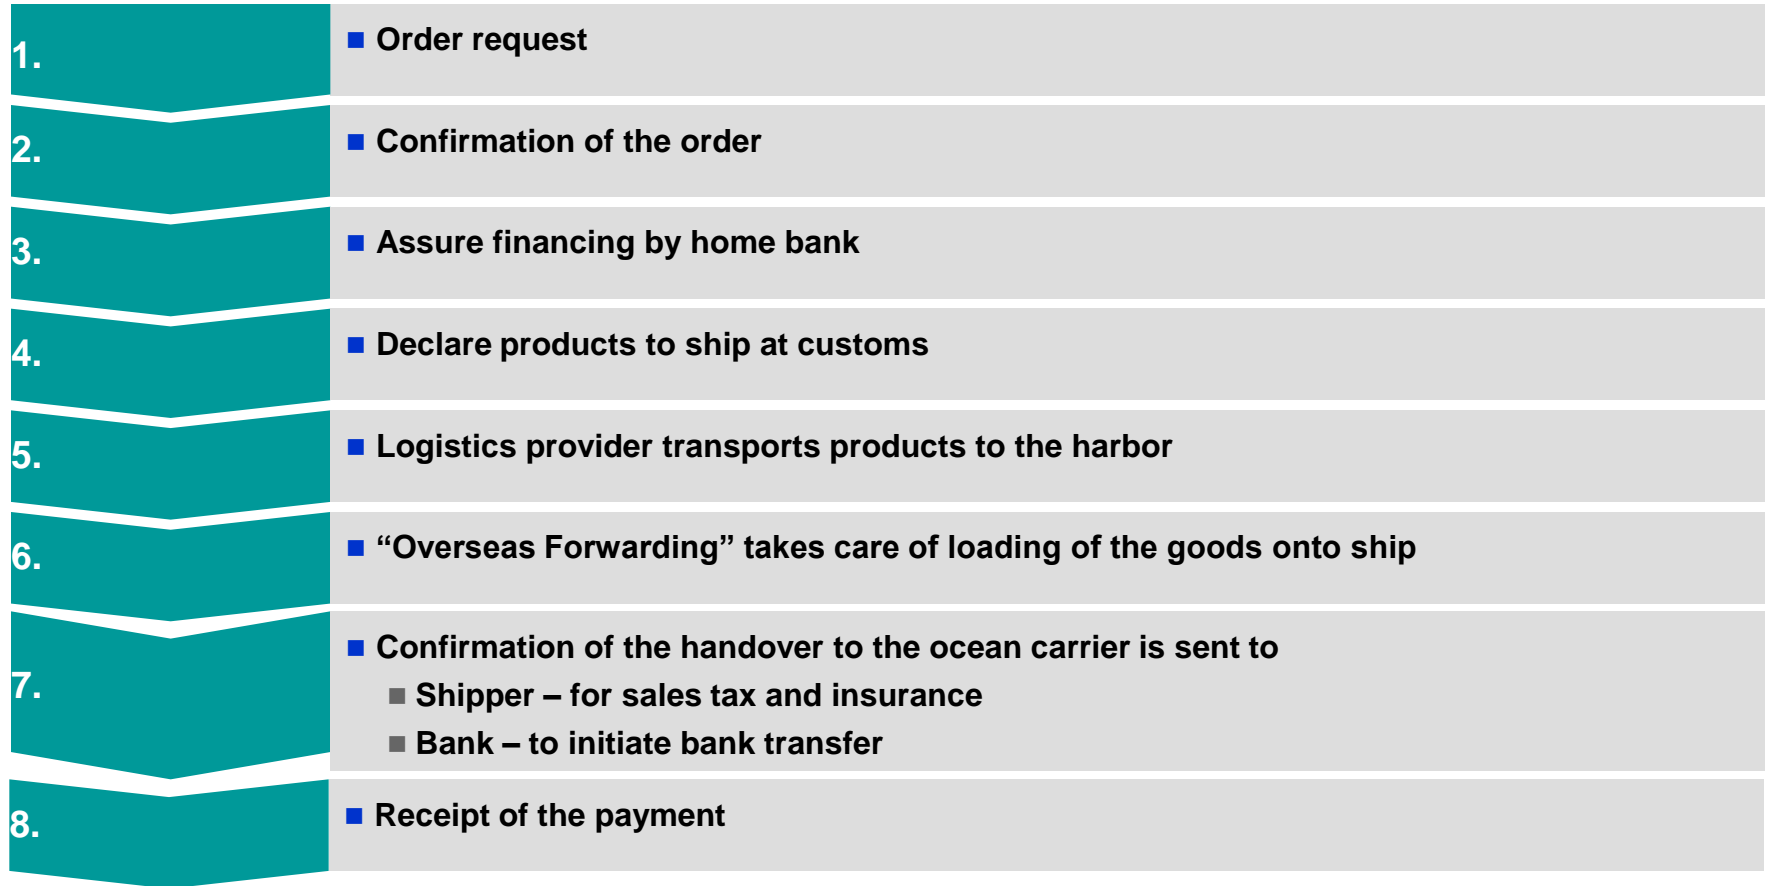 1.
Order request
2.
Confirmation of the order
3.
Assure financing by home bank
4.
Declare products to ship at customs
5.
Logistics provider transports products to the harbor
6.
“Overseas Forwarding” takes care of loading of the goods onto ship
7.
Confirmation of the handover to the ocean carrier is sent to
Shipper – for sales tax and insurance
Bank – to initiate bank transfer
8.
Receipt of the payment